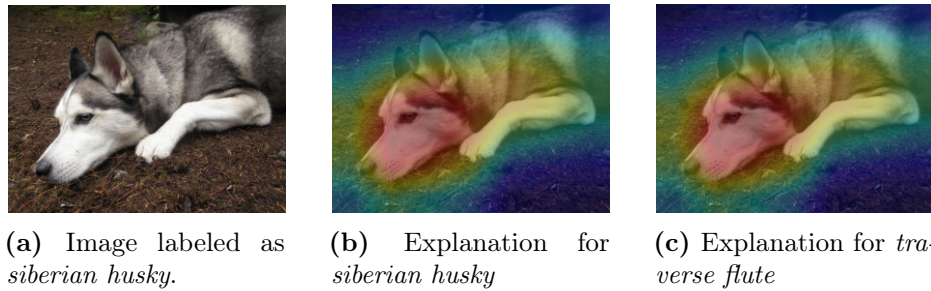 (a) Image labeled as
siberian husky.
(b) Explanation for
siberian husky
(c) Explanation for tra-
verse flute